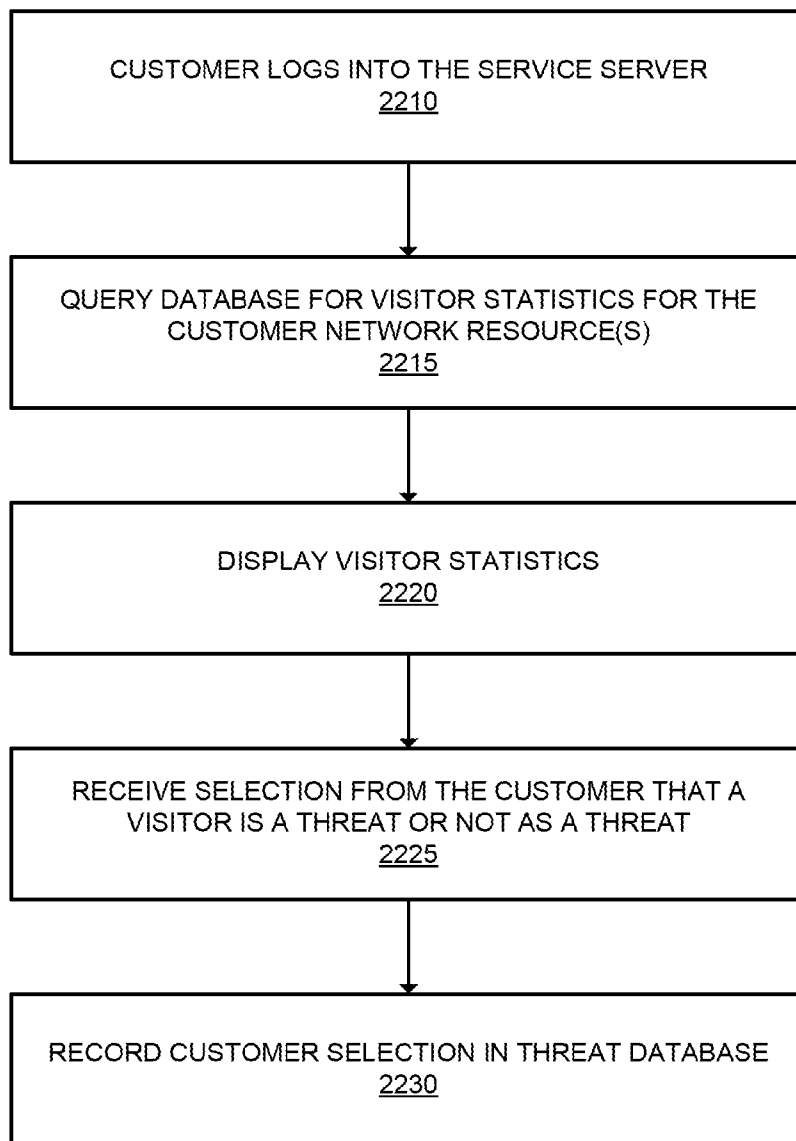 CUSTOMER LOGS INTO THE SERVICE SERVER
2210
QUERY DATABASE FOR VISITOR STATISTICS FOR THE
CUSTOMER NETWORK RESOURCE(S)
2215
DISPLAY VISITOR STATISTICS
2220
RECEIVE SELECTION FROM THE CUSTOMER THAT A
VISITOR IS A THREAT OR NOT AS A THREAT
2225
RECORD CUSTOMER SELECTION IN THREAT DATABASE
2230